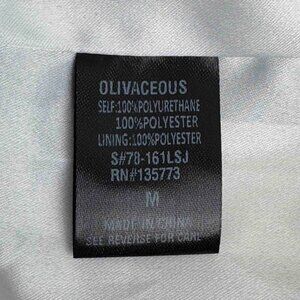 OLIVACEOUS
SELF:100%POLYURETHANE
100%POLYESTER
LINING:100%POLYESTER
S#78-161LSJ
RN#135773
M
MADE IN CHINA
SEE REVERSE FOR CARE